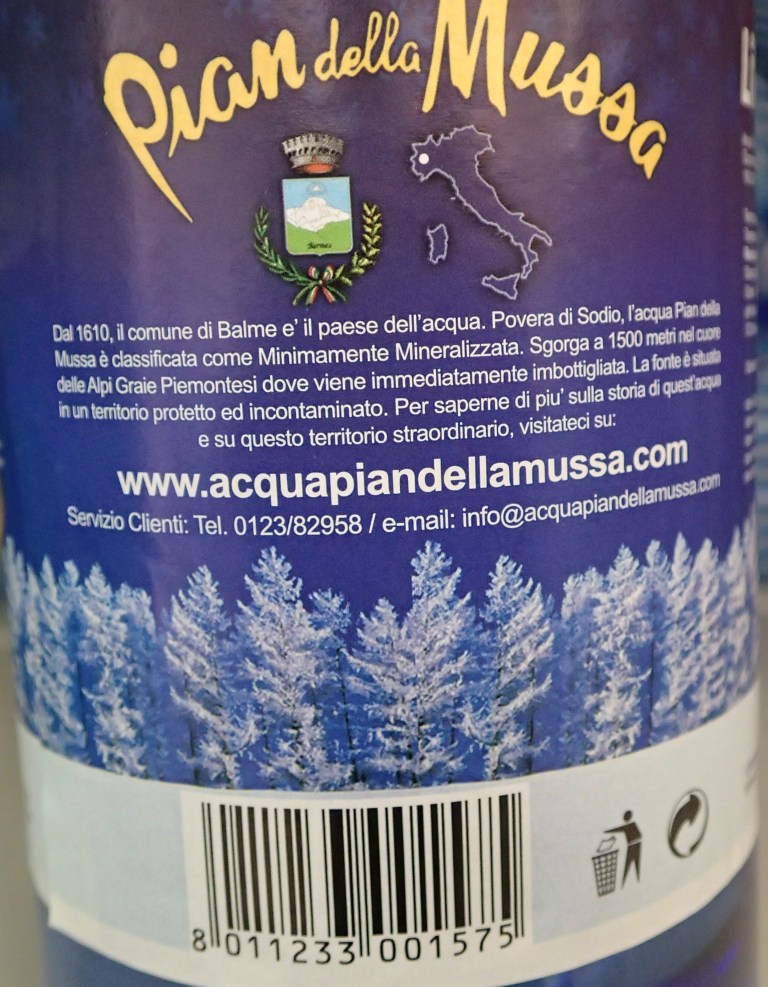 Pian della Mussa
Dal 1610, il comune di Balme e' il paese dell'acqua. Povera di Sodio, l'acqua Pian della
Mussa è classificata come Minimamente Mineralizzata. Sgorga a 1500 metri nel cuore
delle Alpi Graie Piemontesi dove viene immediatamente imbottigliata. La fonte è situata
in un territorio protetto ed incontaminato. Per saperne di piu' sulla storia di quest'acqua
e su questo territorio straordinario, visitateci su:
www.acquapiandellamussa.com
Servizio Clienti: Tel. 0123/82958 / e-mail: info@acquapiandellamussa.com
8 011233 001575